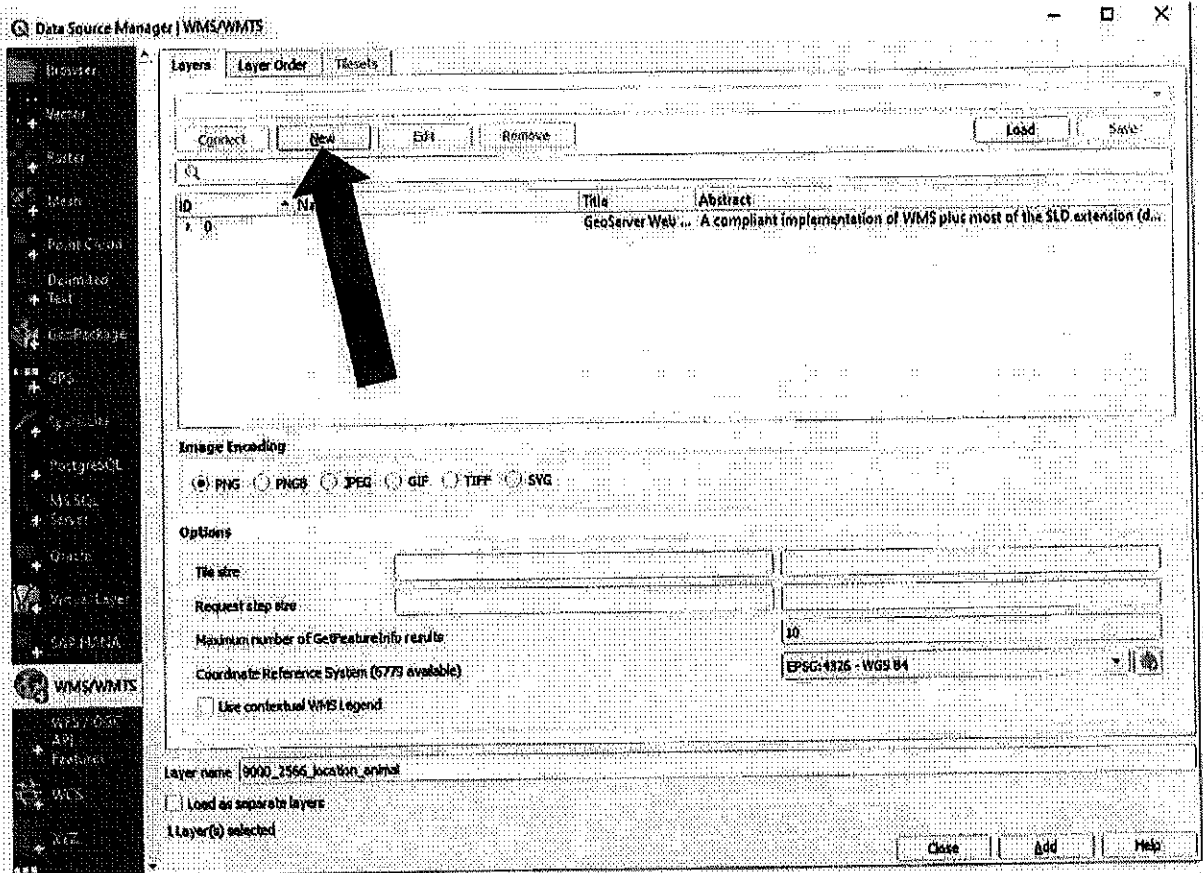 Data Source Manager | WMS/WMTS
Browser
Vector
Raster
Mesh
Point Cloud
Delimited
Text
GeoPackage
GPS
SpatiaLite
PostgreSQL
MS SQL
Server
Oracle
Virtual Layer
SAP HANA
WMS/WMTS
WFS / OGC
API
Features
WCS
XYZ
Layers Layer Order Tilesets
Connect New Edit Remove Load Save
ID Title Abstract
0 GeoServer Web ... A compliant implementation of WMS plus most of the SLD extension (d...
Image Encoding
PNG PNG8 JPEG GIF TIFF SVG
Options
Tile size
Request step size
Maximum number of GetFeatureInfo results 10
Coordinate Reference System (6779 available) EPSG:4326 - WGS 84
Use contextual WMS Legend
Layer name 9000_2566_location_animal
Load as separate layers
1 Layer(s) selected
Close Add Help